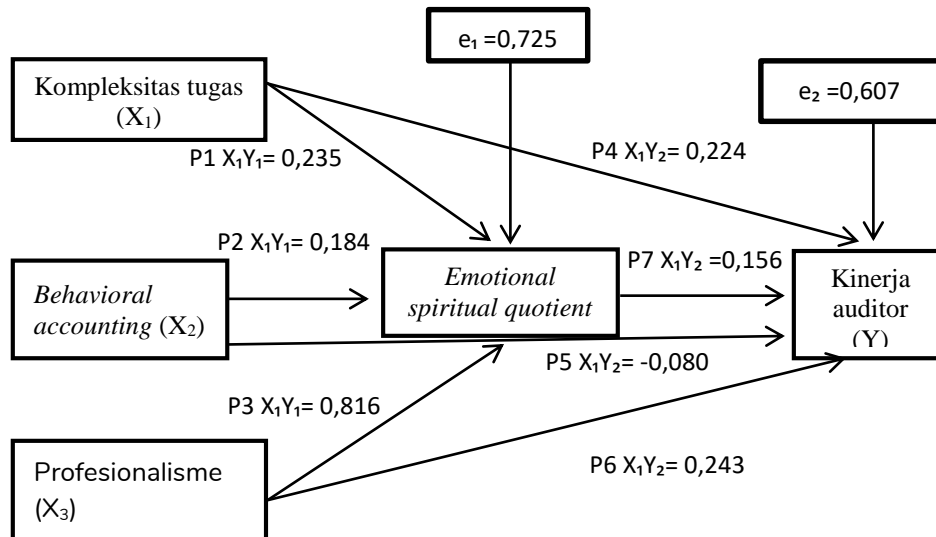 e₁ =0,725
e₂ =0,607
Kompleksitas tugas
(X₁)
P1 X₁Y₁= 0,235
P4 X₁Y₂= 0,224
P2 X₁Y₁= 0,184
P7 X₁Y₂ =0,156
Behavioral
accounting (X₂)
Emotional
spiritual quotient
Kinerja
auditor
(Y)
P5 X₁Y₂= -0,080
P3 X₁Y₁= 0,816
P6 X₁Y₂= 0,243
Profesionalisme
(X₃)